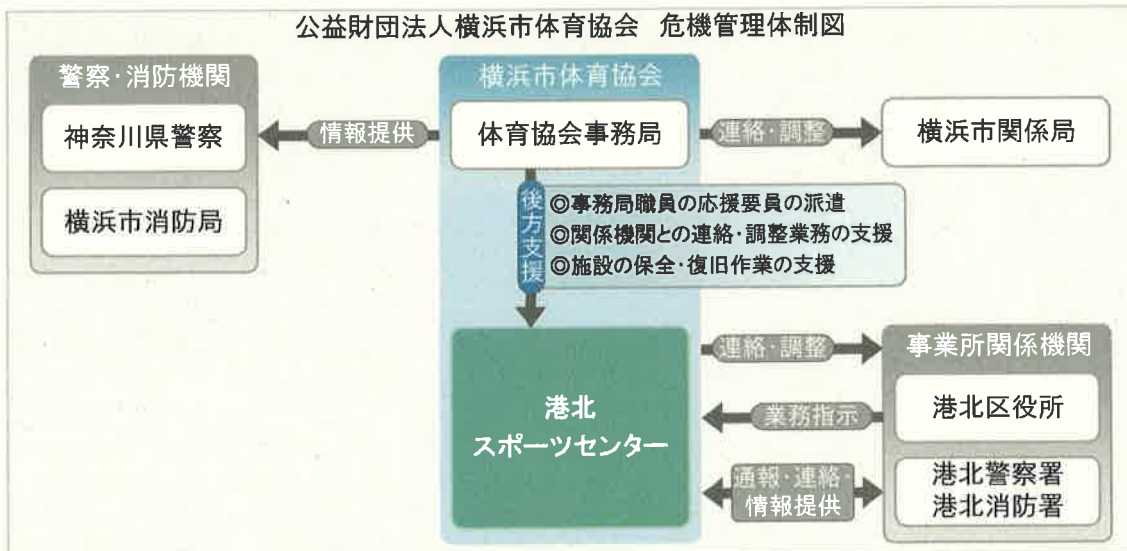 公益財団法人横浜市体育協会 危機管理体制図
警察・消防機関
神奈川県警察
横浜市消防局
情報提供
横浜市体育協会
体育協会事務局
連絡・調整
横浜市関係局
後方支援
◎事務局職員の応援要員の派遣
◎関係機関との連絡・調整業務の支援
◎施設の保全・復旧作業の支援
港北
スポーツセンター
連絡・調整
業務指示
通報・連絡・
情報提供
事業所関係機関
港北区役所
港北警察署
港北消防署